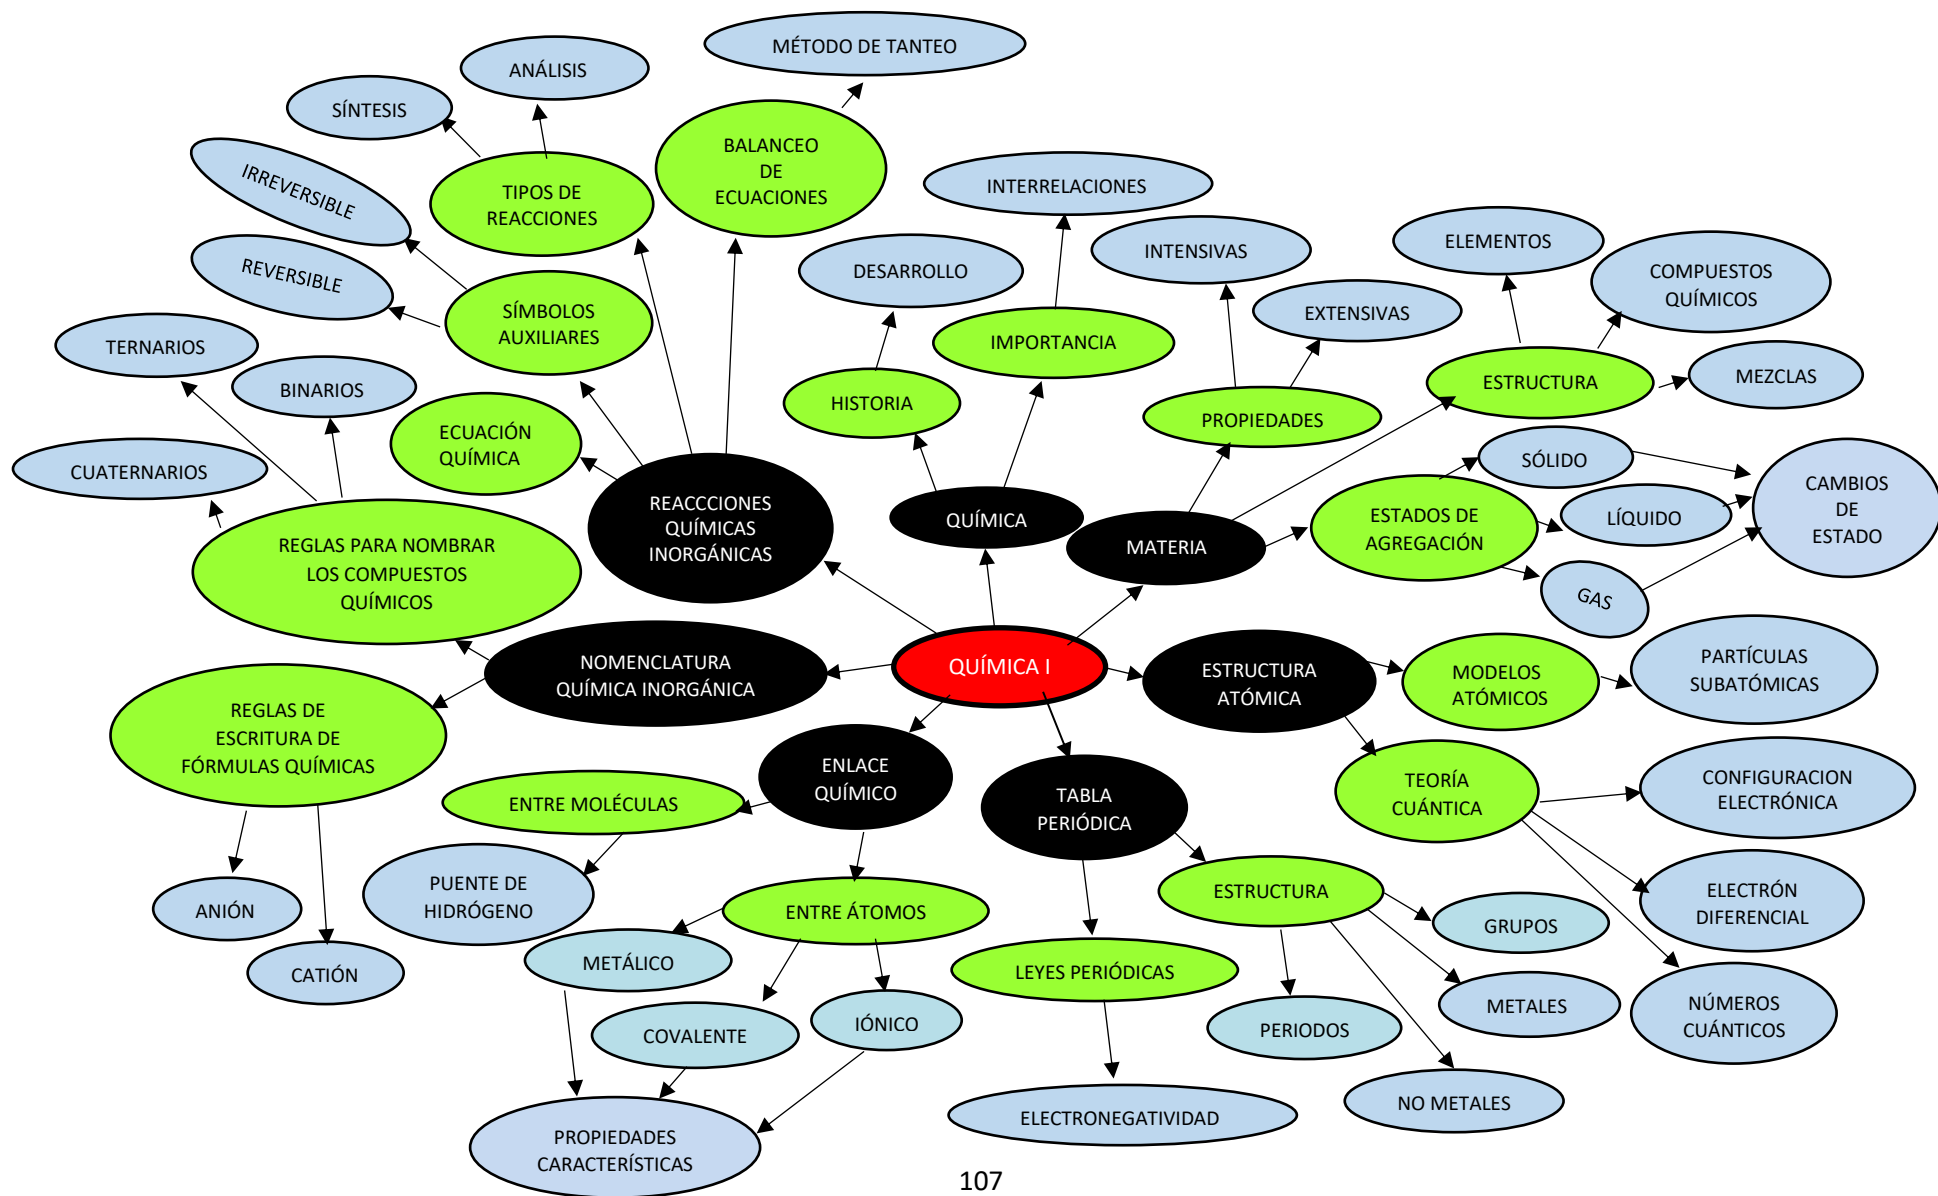 MÉTODO DE TANTEO
ANÁLISIS
SÍNTESIS
BALANCEO
DE
ECUACIONES
IRREVERSIBLE
TIPOS DE
REACCIONES
INTERRELACIONES
INTENSIVAS
ELEMENTOS
COMPUESTOS
QUÍMICOS
REVERSIBLE
DESARROLLO
SÍMBOLOS
AUXILIARES
EXTENSIVAS
TERNARIOS
IMPORTANCIA
BINARIOS
ESTRUCTURA
MEZCLAS
HISTORIA
PROPIEDADES
ECUACIÓN
QUÍMICA
CUATERNARIOS
SÓLIDO
CAMBIOS
DE
ESTADO
REACCCIONES
QUÍMICAS
INORGÁNICAS
QUÍMICA
MATERIA
ESTADOS DE
AGREGACIÓN
LÍQUIDO
REGLAS PARA NOMBRAR
LOS COMPUESTOS
QUÍMICOS
GAS
NOMENCLATURA
QUÍMICA INORGÁNICA
QUÍMICA I
ESTRUCTURA
ATÓMICA
MODELOS
ATÓMICOS
PARTÍCULAS
SUBATÓMICAS
REGLAS DE
ESCRITURA DE
FÓRMULAS QUÍMICAS
ENLACE
QUÍMICO
ENTRE MOLÉCULAS
TABLA
PERIÓDICA
TEORÍA
CUÁNTICA
CONFIGURACION
ELECTRÓNICA
PUENTE DE
HIDRÓGENO
ESTRUCTURA
ELECTRÓN
DIFERENCIAL
ANIÓN
ENTRE ÁTOMOS
GRUPOS
CATIÓN
METÁLICO
LEYES PERIÓDICAS
METALES
NÚMEROS
CUÁNTICOS
COVALENTE
IÓNICO
PERIODOS
ELECTRONEGATIVIDAD
NO METALES
PROPIEDADES
CARACTERÍSTICAS
107